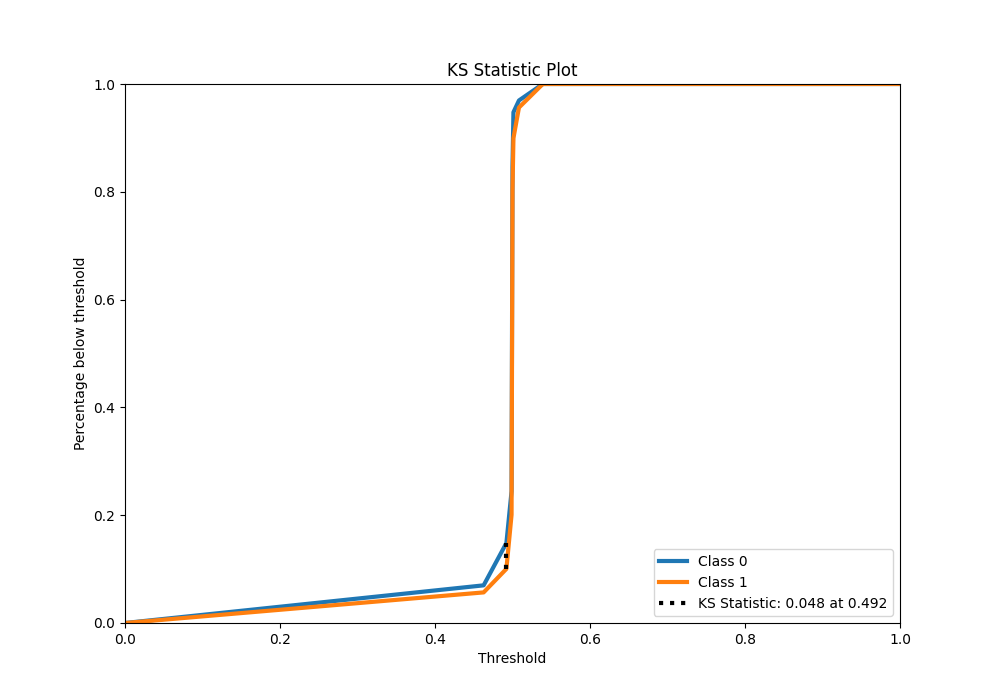 KS Statistic Plot
1.0
0.8
0.6
0.4
0.2
0.0
Percentage below threshold
0.0 0.2 0.4 0.6 0.8 1.0
Threshold
Class 0
Class 1
KS Statistic: 0.048 at 0.492